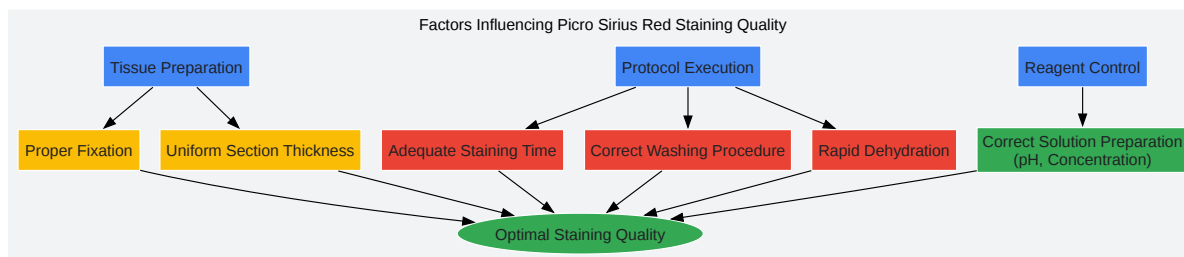 Factors Influencing Picro Sirius Red Staining Quality
Tissue Preparation
Protocol Execution
Reagent Control
Proper Fixation
Uniform Section Thickness
Adequate Staining Time
Correct Washing Procedure
Rapid Dehydration
Correct Solution Preparation
(pH, Concentration)
Optimal Staining Quality